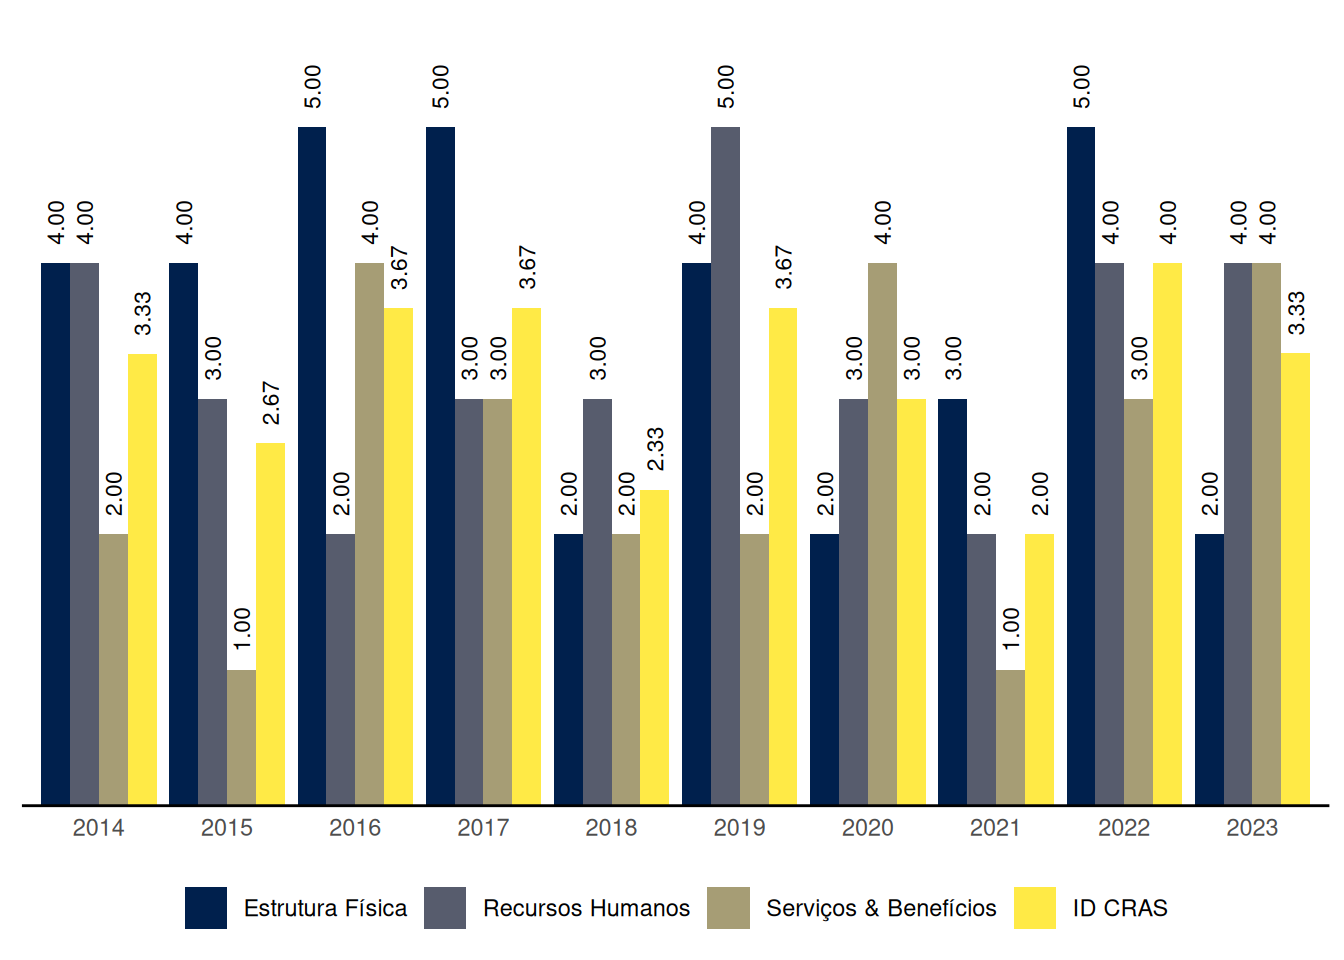 5.00 5.00 5.00 5.00
4.00 4.00 4.00 4.00 4.00 4.00 4.00 4.00 4.00 4.00
3.67 3.67 3.67
3.33 3.33
3.00 3.00 3.00 3.00 3.00 3.00 3.00 3.00
2.67
2.33
2.00 2.00 2.00 2.00 2.00 2.00 2.00 2.00 2.00
1.00 1.00
2014 2015 2016 2017 2018 2019 2020 2021 2022 2023
Estrutura Física Recursos Humanos Serviços & Benefícios ID CRAS